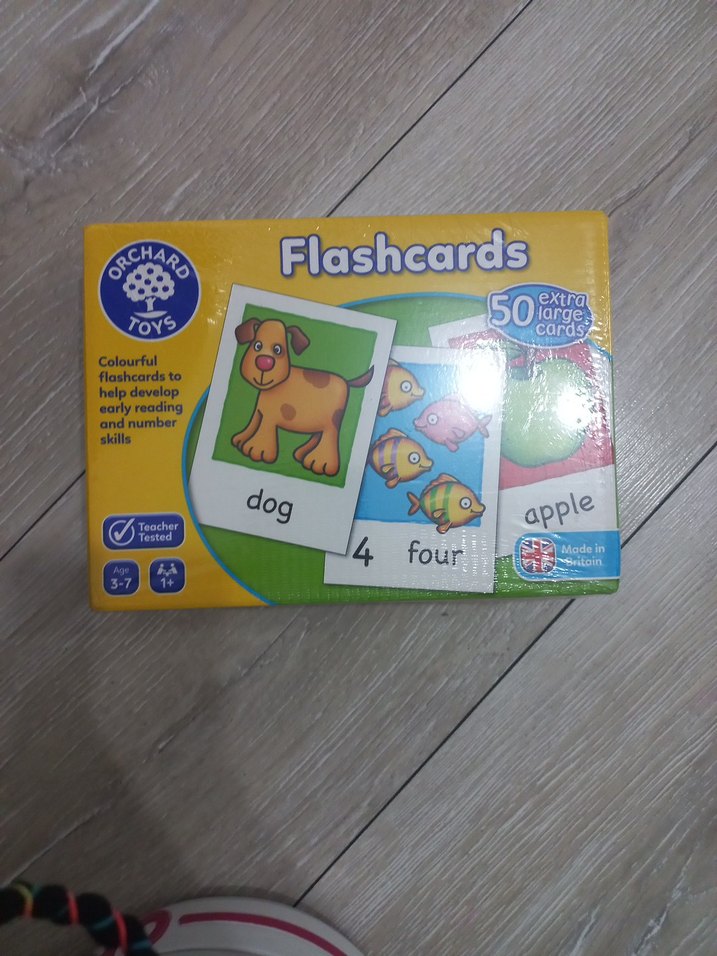 ORCHARD
TOYS
Flashcards
50 extra
large
cards
Colourful
flashcards to
help develop
early reading
and number
skills
dog
4 four
apple
Teacher
Tested
Age
3-7
1+
Made in
Britain